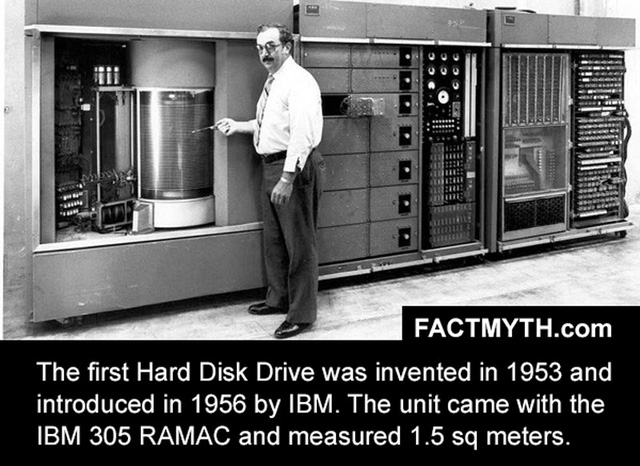 FACTMYTH.com
The first Hard Disk Drive was invented in 1953 and
introduced in 1956 by IBM. The unit came with the
IBM 305 RAMAC and measured 1.5 sq meters.